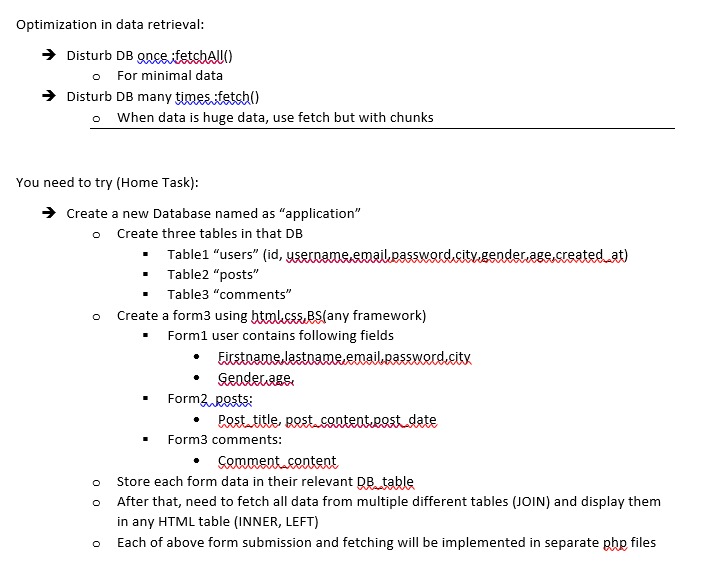 Optimization in data retrieval:
➔ Disturb DB once ;fetchAll()
o For minimal data
➔ Disturb DB many times ;fetch()
o When data is huge data, use fetch but with chunks
You need to try (Home Task):
➔ Create a new Database named as “application”
o Create three tables in that DB
▪ Table1 “users” (id, username,email,password,city,gender,age,created_at)
▪ Table2 “posts”
▪ Table3 “comments”
o Create a form3 using html,css,BS(any framework)
▪ Form1 user contains following fields
• Firstname,lastname,email,password,city
• Gender,age,
▪ Form2_posts:
• Post_title, post_content,post_date
▪ Form3 comments:
• Comment_content
o Store each form data in their relevant DB_table
o After that, need to fetch all data from multiple different tables (JOIN) and display them
in any HTML table (INNER, LEFT)
o Each of above form submission and fetching will be implemented in separate php files